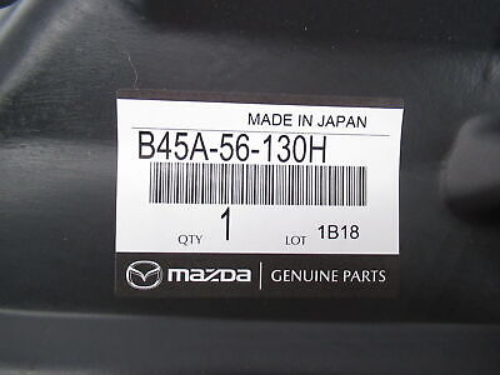 MADE IN JAPAN
B45A-56-130H
QTY 1 LOT 1B18
mazda GENUINE PARTS